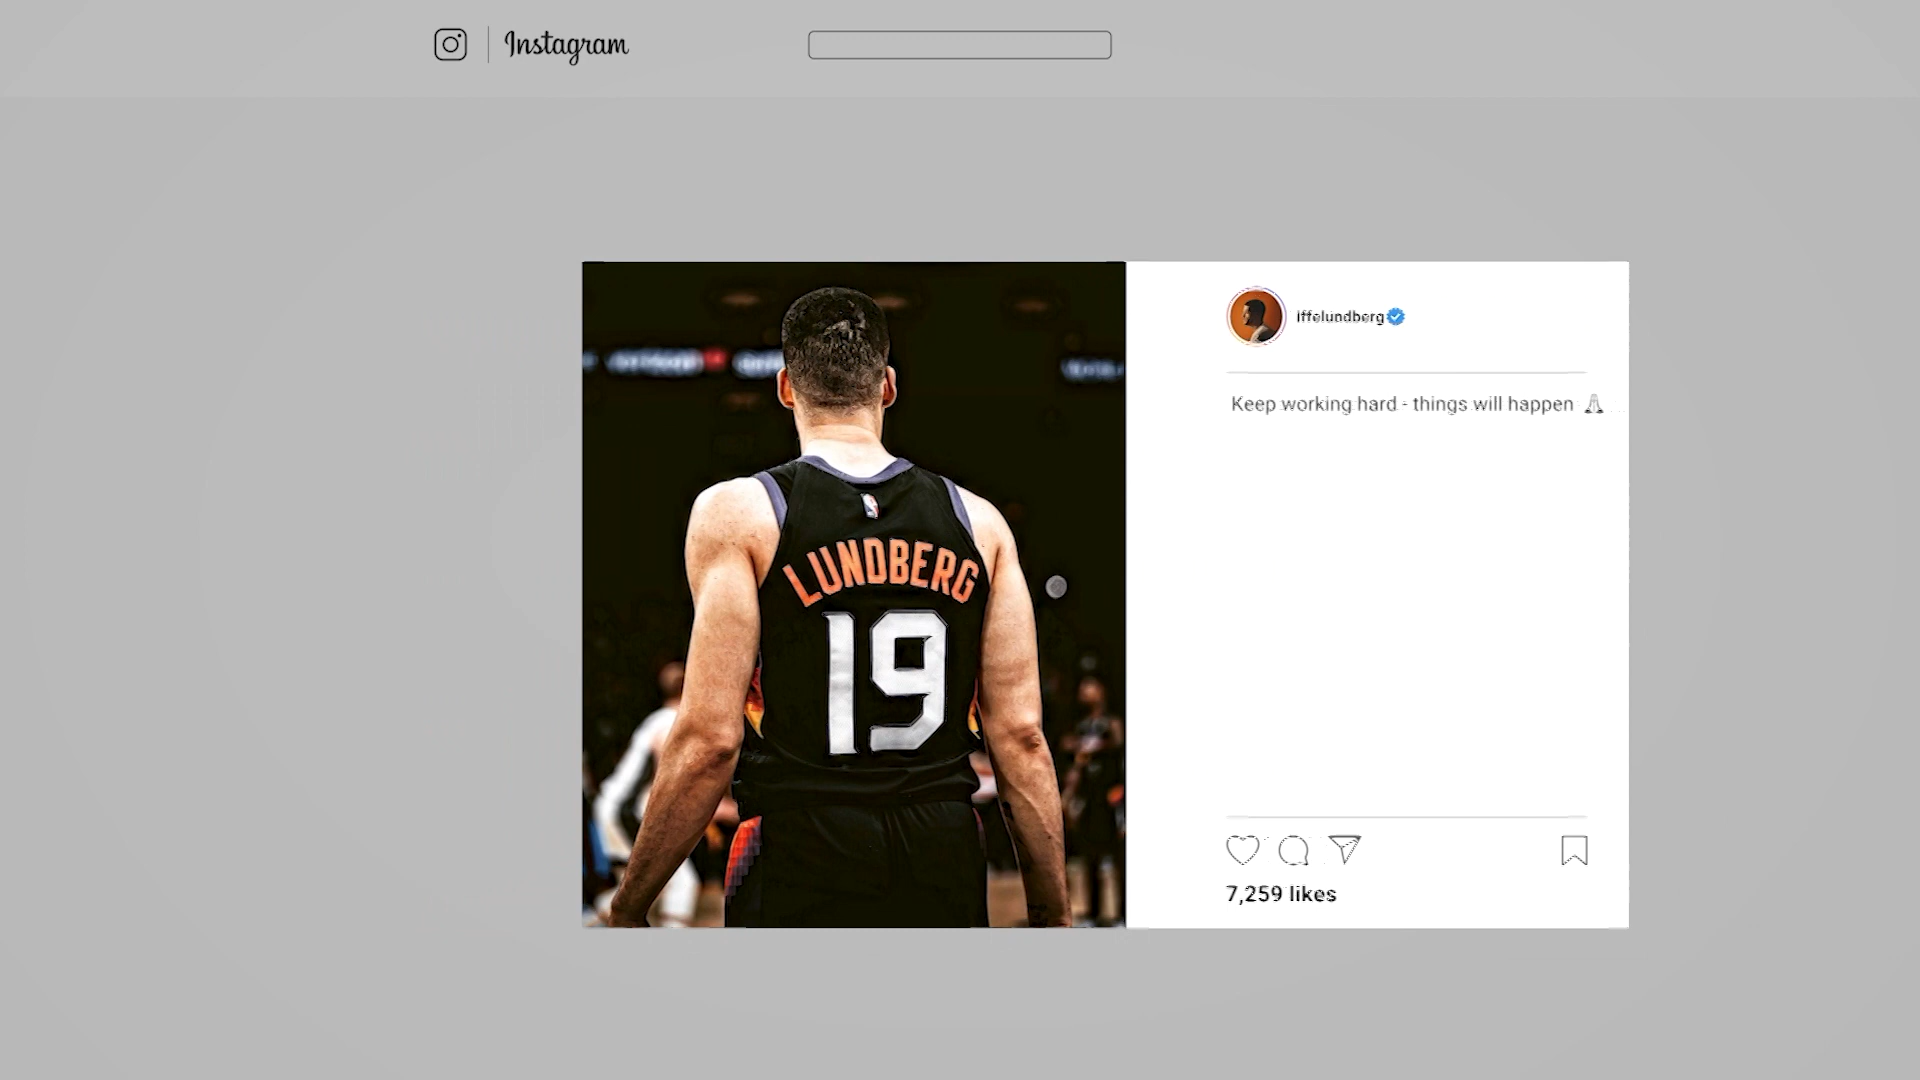 Instagram
iffelundberg
Keep working hard - things will happen
LUNDBERG
19
7,259 likes